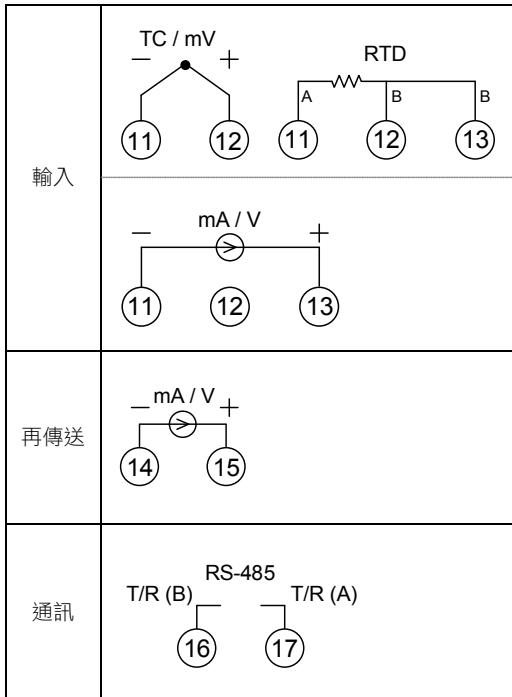 輸入
TC / mV
— +
11 12
RTD
A B B
11 12 13
mA / V
— +
11 12 13
再傳送
mA / V
— +
14 15
通訊
RS-485
T/R (B) T/R (A)
16 17